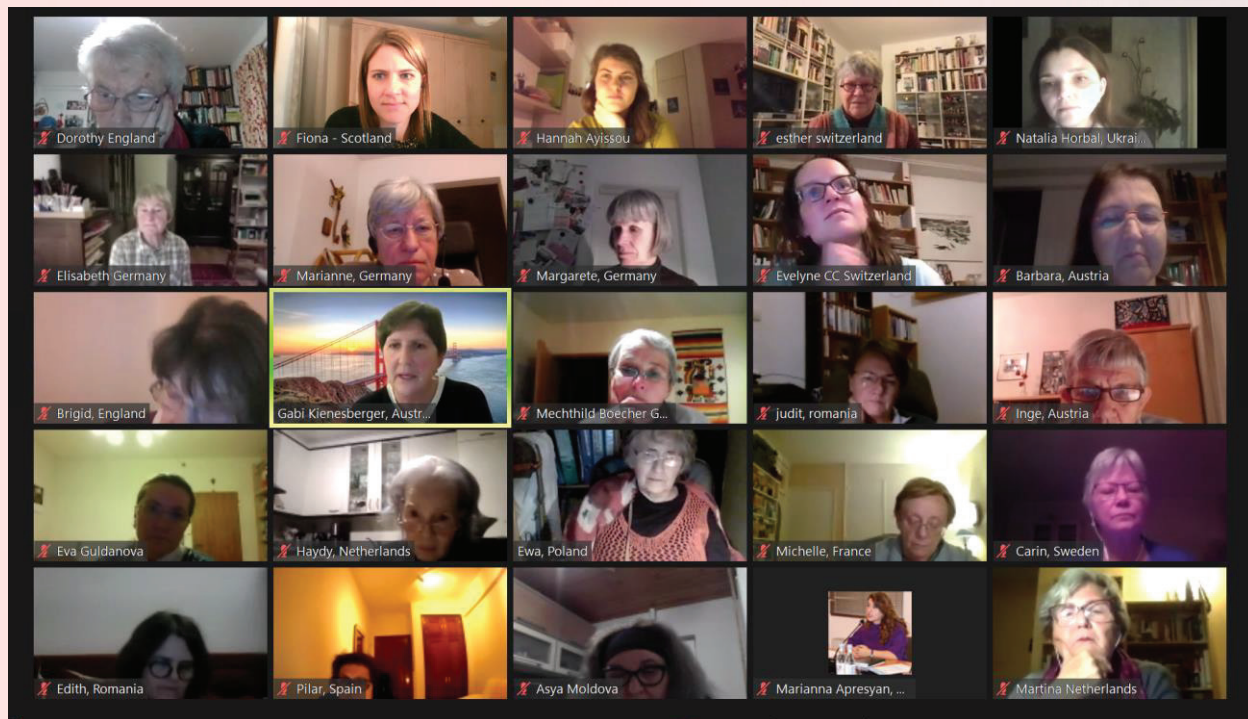 Dorothy England
Fiona - Scotland
Hannah Ayissou
esther switzerland
Natalia Horbal, Ukrai...
Elisabeth Germany
Marianne, Germany
Margarete, Germany
Evelyne CC Switzerland
Barbara, Austria
Brigid, England
Gabi Kienesberger, Austr...
Mechthild Boecher G...
judit, romania
Inge, Austria
Eva Guldanova
Haydy, Netherlands
Ewa, Poland
Michelle, France
Carin, Sweden
Edith, Romania
Pilar, Spain
Asya Moldova
Marianna Apresyan, ...
Martina Netherlands